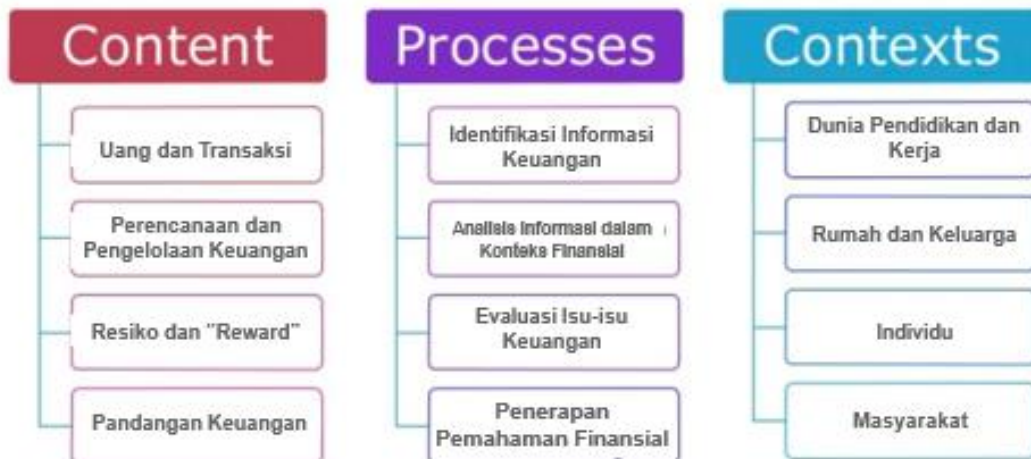 Content
Uang dan Transaksi
Perencanaan dan
Pengelolaan Keuangan
Resiko dan "Reward"
Pandangan Keuangan
Processes
Identifikasi Informasi
Keuangan
Analisis Informasi dalam
Konteks Finansial
Evaluasi Isu-isu
Keuangan
Penerapan
Pemahaman Finansial
Contexts
Dunia Pendidikan dan
Kerja
Rumah dan Keluarga
Individu
Masyarakat